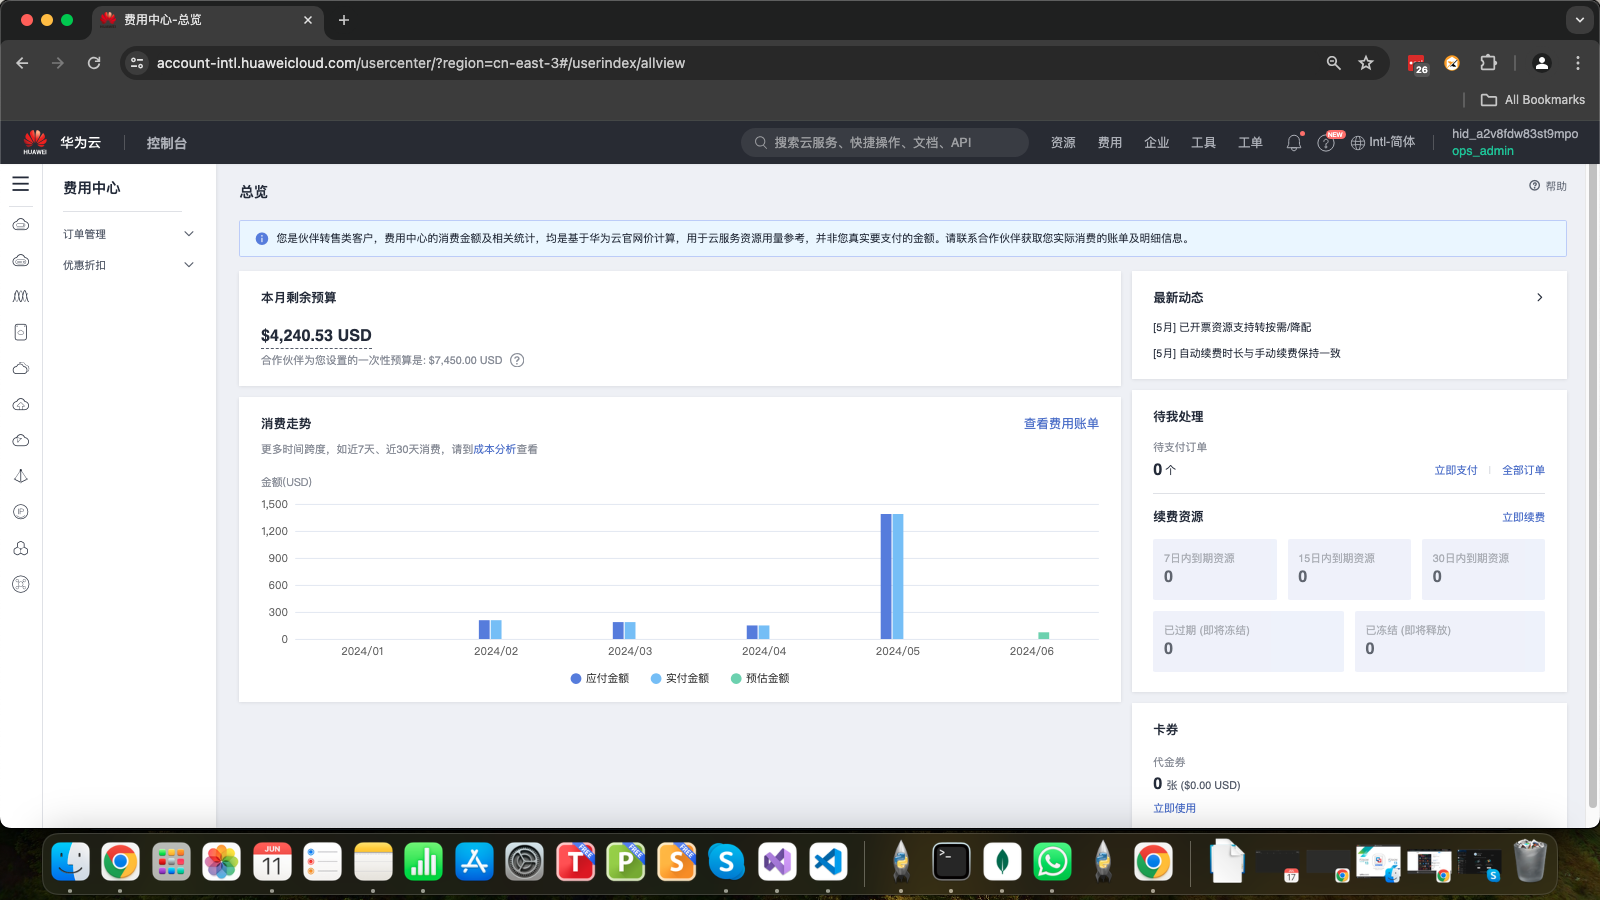 费用中心-总览
account-intl.huaweicloud.com/usercenter/?region=cn-east-3#/userindex/allview
26
All Bookmarks
HUAWEI
华为云
控制台
搜索云服务、快捷操作、文档、API
资源
费用
企业
工具
工单
NEW
Intl-简体
hid_a2v8fdw83st9mpo
ops_admin
费用中心
订单管理
优惠折扣
总览
帮助
您是伙伴转售类客户，费用中心的消费金额及相关统计，均是基于华为云官网价计算，用于云服务资源用量参考，并非您真实要支付的金额。请联系合作伙伴获取您实际消费的账单及明细信息。
本月剩余预算
$4,240.53 USD
合作伙伴为您设置的一次性预算是: $7,450.00 USD
消费走势
查看费用账单
更多时间跨度，如近7天、近30天消费，请到成本分析查看
金额(USD)
1,500
1,200
900
600
300
0
2024/01
2024/02
2024/03
2024/04
2024/05
2024/06
应付金额
实付金额
预估金额
最新动态
[5月] 已开票资源支持转按需/降配
[5月] 自动续费时长与手动续费保持一致
待我处理
待支付订单
0 个
立即支付
全部订单
续费资源
立即续费
7日内到期资源
0
15日内到期资源
0
30日内到期资源
0
已过期 (即将冻结)
0
已冻结 (即将释放)
0
卡券
代金券
0 张 ($0.00 USD)
立即使用
IP
JUN
11
T
FREE
P
FREE
S
FREE
S
17
S